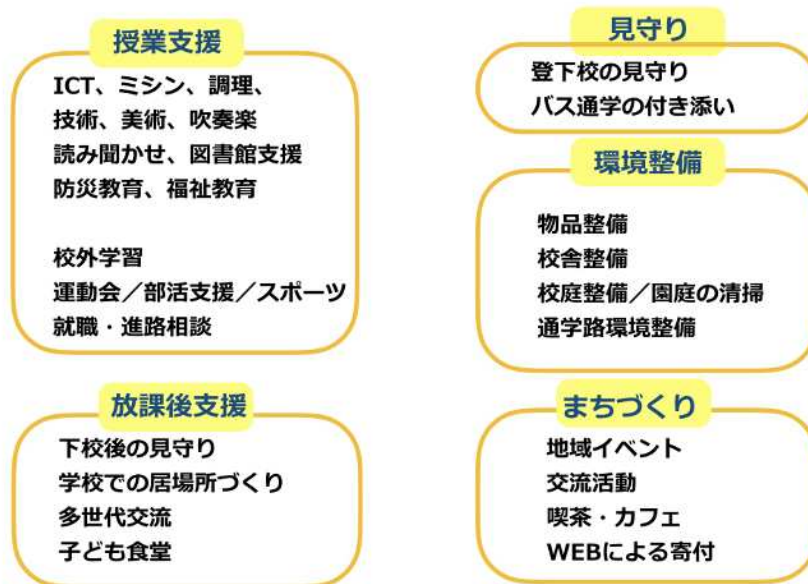 授業支援
ICT、ミシン、調理、
技術、美術、吹奏楽
読み聞かせ、図書館支援
防災教育、福祉教育
校外学習
運動会／部活支援／スポーツ
就職・進路相談
放課後支援
下校後の見守り
学校での居場所づくり
多世代交流
子ども食堂
見守り
登下校の見守り
バス通学の付き添い
環境整備
物品整備
校舎整備
校庭整備／園庭の清掃
通学路環境整備
まちづくり
地域イベント
交流活動
喫茶・カフェ
WEBによる寄付